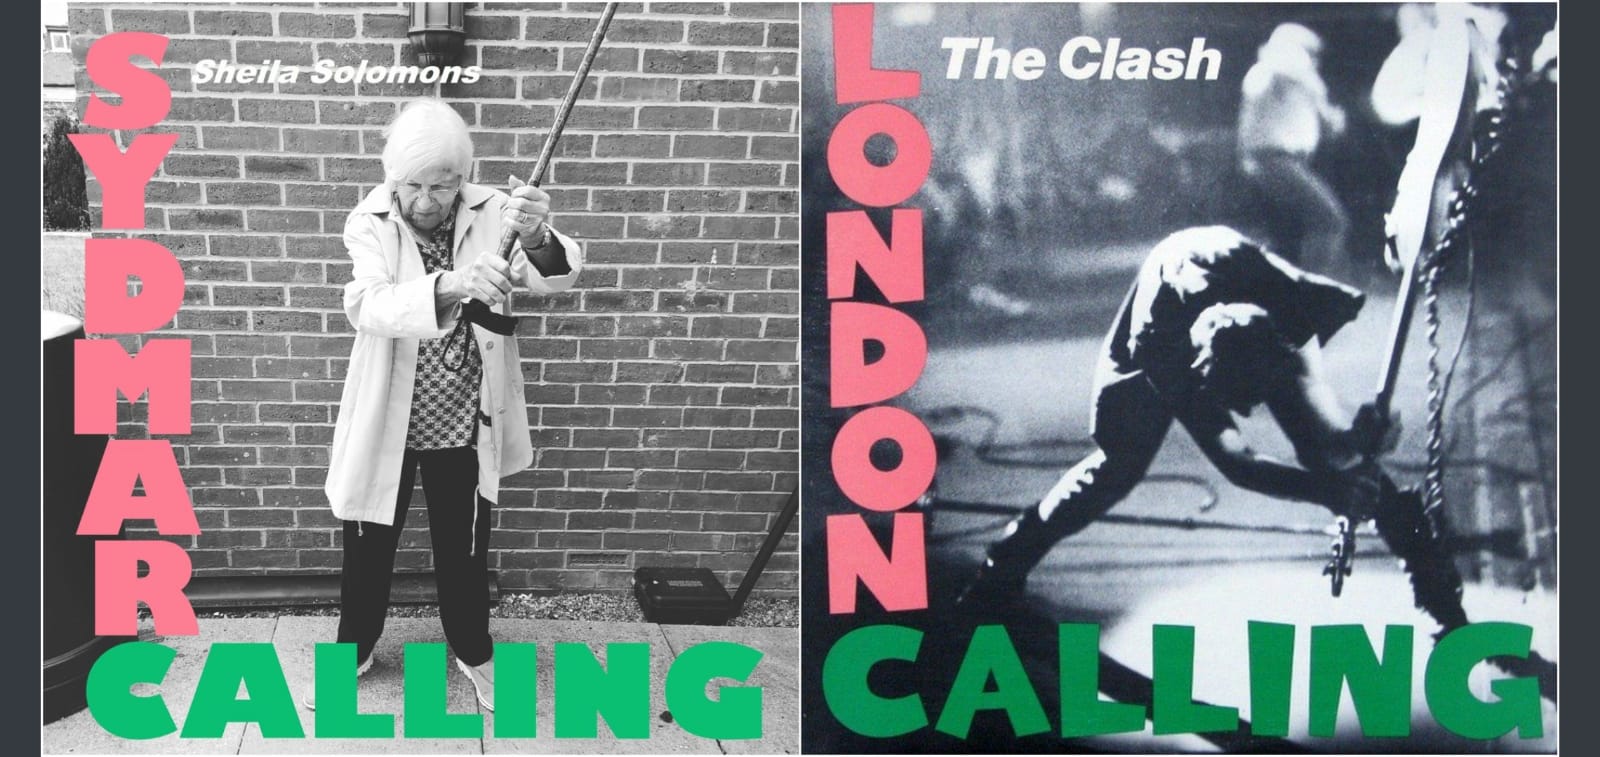 Sheila Solomons
SYDMAR
CALLING
The Clash
LONDON
CALLING